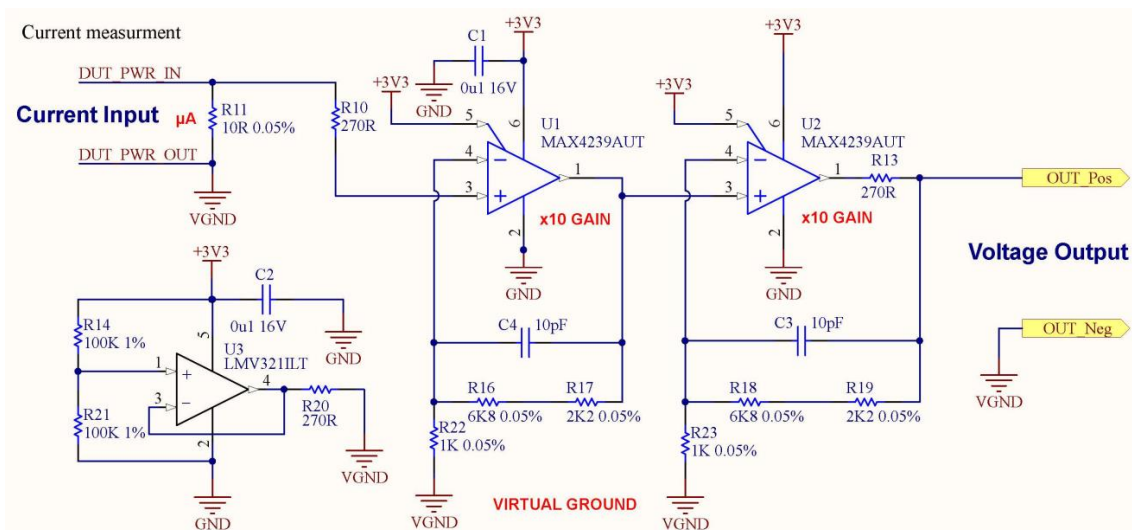 Current measurment
DUT_PWR_IN
Current Input
µA
R11
10R 0.05%
DUT_PWR_OUT
VGND
R10
270R
C1
0u1 16V
GND
+3V3
+3V3
5
6
4
3
1
2
U1
MAX4239AUT
x10 GAIN
GND
+3V3
+3V3
5
6
4
3
1
2
U2
MAX4239AUT
x10 GAIN
GND
R13
270R
OUT_Pos
Voltage Output
OUT_Neg
VGND
+3V3
C2
0u1 16V
GND
R14
100K 1%
R21
100K 1%
5
U3
LMV321ILT
1
3
4
2
R20
270R
VGND
GND
C4
10pF
R16
6K8 0.05%
R17
2K2 0.05%
R22
1K 0.05%
VGND
VIRTUAL GROUND
C3
10pF
R18
6K8 0.05%
R19
2K2 0.05%
R23
1K 0.05%
VGND
+
−
+
−
+
−